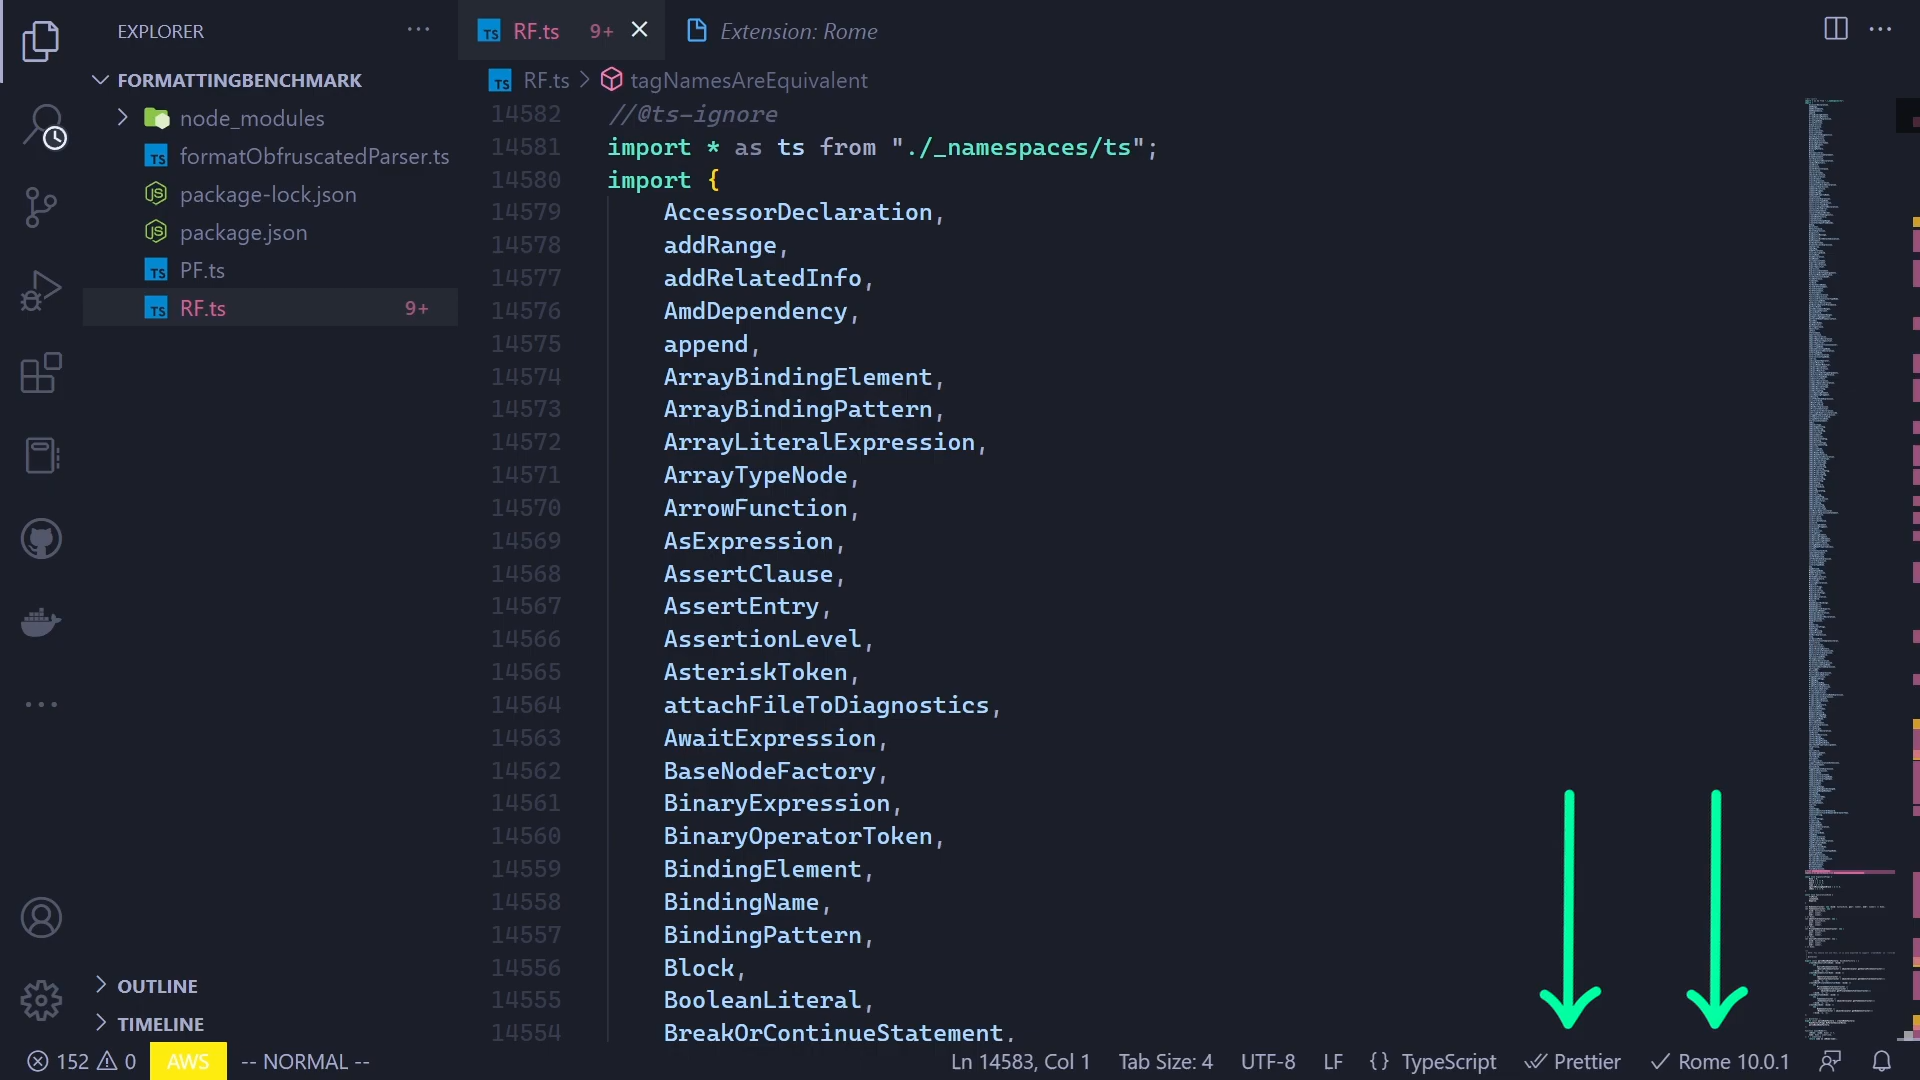 EXPLORER
FORMATTINGBENCHMARK
node_modules
formatObfruscatedParser.ts
package-lock.json
package.json
PF.ts
RF.ts 9+
OUTLINE
TIMELINE
RF.ts 9+
Extension: Rome
RF.ts > tagNamesAreEquivalent
14582 //@ts-ignore
14581 import * as ts from "./_namespaces/ts";
14580 import {
14579 AccessorDeclaration,
14578 addRange,
14577 addRelatedInfo,
14576 AmdDependency,
14575 append,
14574 ArrayBindingElement,
14573 ArrayBindingPattern,
14572 ArrayLiteralExpression,
14571 ArrayTypeNode,
14570 ArrowFunction,
14569 AsExpression,
14568 AssertClause,
14567 AssertEntry,
14566 AssertionLevel,
14565 AsteriskToken,
14564 attachFileToDiagnostics,
14563 AwaitExpression,
14562 BaseNodeFactory,
14561 BinaryExpression,
14560 BinaryOperatorToken,
14559 BindingElement,
14558 BindingName,
14557 BindingPattern,
14556 Block,
14555 BooleanLiteral,
14554 BreakOrContinueStatement,
152 0 AWS -- NORMAL -- Ln 14583, Col 1 Tab Size: 4 UTF-8 LF {} TypeScript Prettier Rome 10.0.1